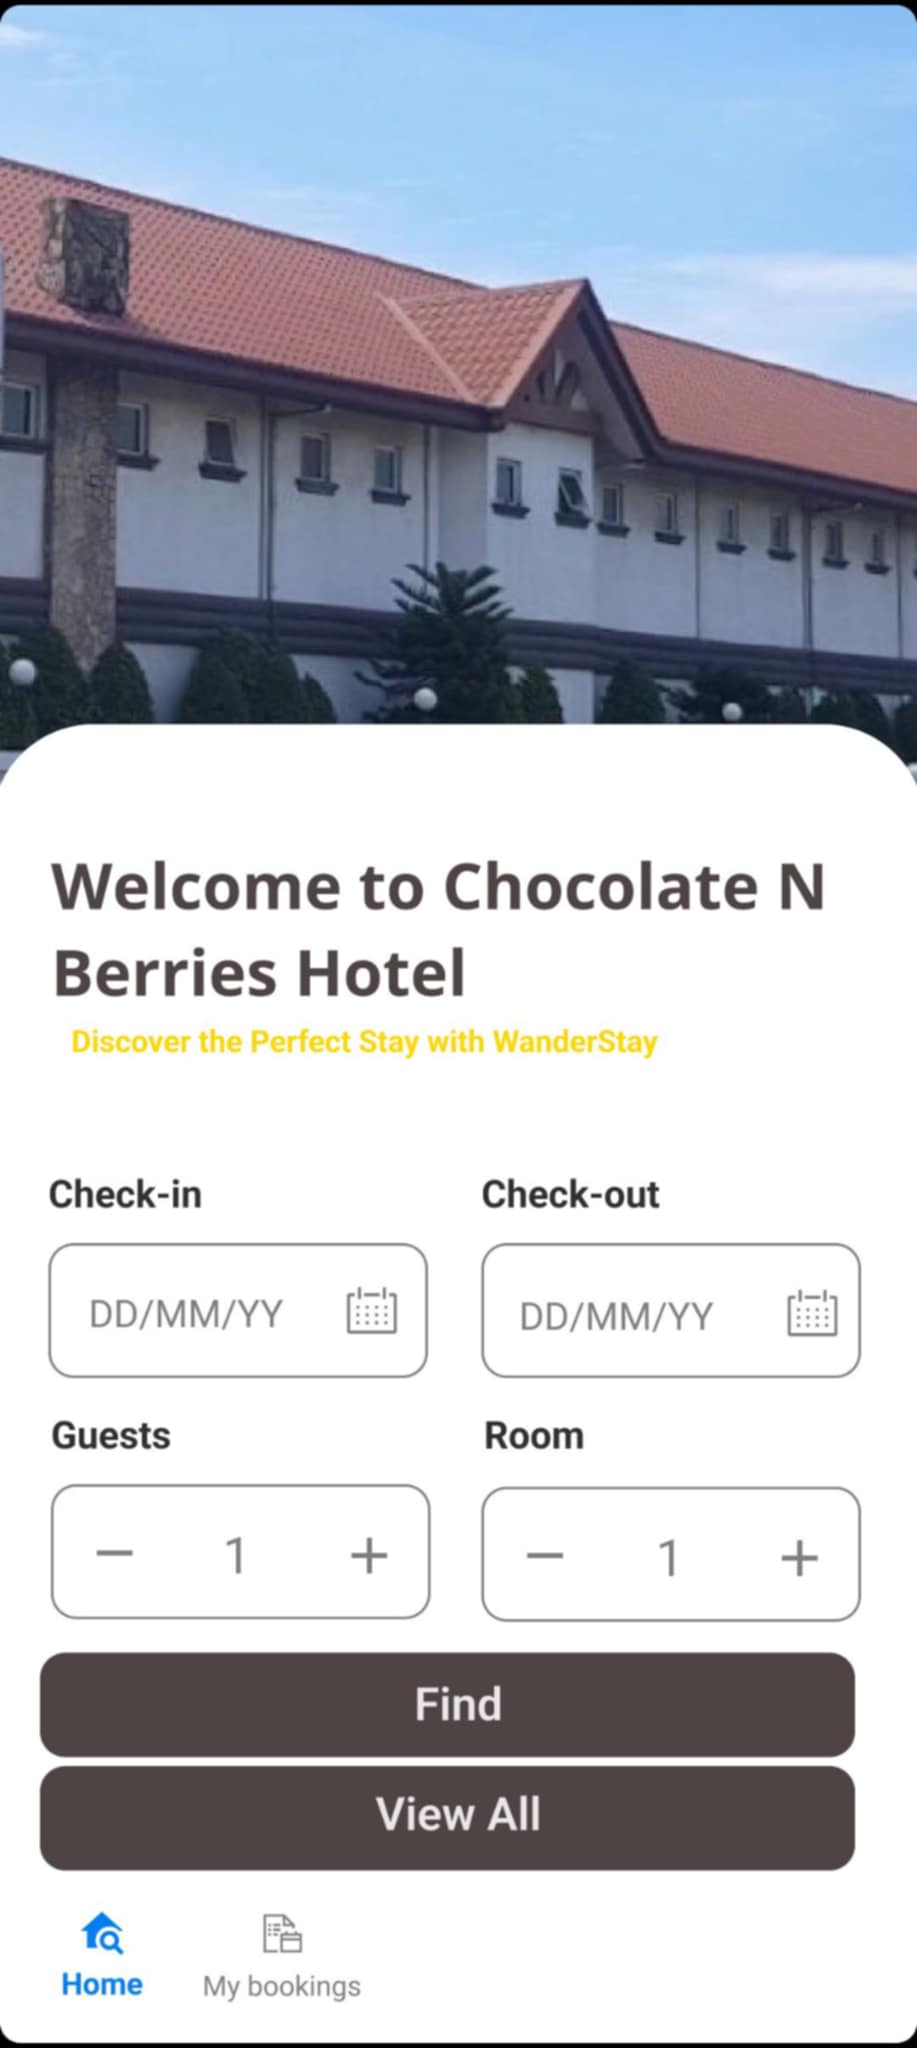 Welcome to Chocolate N
Berries Hotel
Discover the Perfect Stay with WanderStay
Check-in
Check-out
DD/MM/YY
DD/MM/YY
Guests
Room
1
1
Find
View All
Home
My bookings